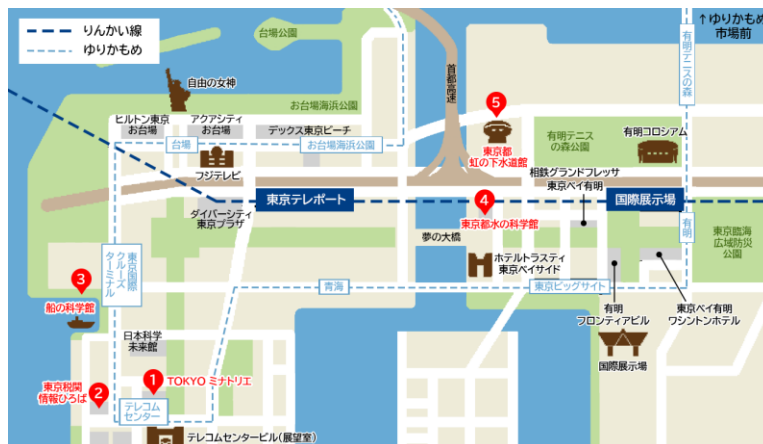 りんかい線
ゆりかもめ
↑ゆりかもめ
市場前
台場公園
首都高速
有明テニスの森
自由の女神
お台場海浜公園
5
ヒルトン東京
お台場
アクアシティ
お台場
デックス東京ビーチ
台場
お台場海浜公園
東京都
虹の下水道館
有明テニス
の森公園
有明コロシアム
フジテレビ
相鉄グランドフレッサ
東京ベイ有明
東京テレポート
4
国際展示場
ダイバーシティ
東京プラザ
東京都水の科学館
有明
東京臨海
広域防災
公園
夢の大橋
東京国際
クルーズ
ターミナル
ホテルトラスティ
東京ベイサイド
3
船の科学館
青海
東京ビッグサイト
有明
フロンティアビル
東京ベイ有明
ワシントンホテル
日本科学
未来館
国際展示場
1
TOKYO ミナトリエ
2
東京税関
情報ひろば
テレコム
センター
テレコムセンタービル(展望室)